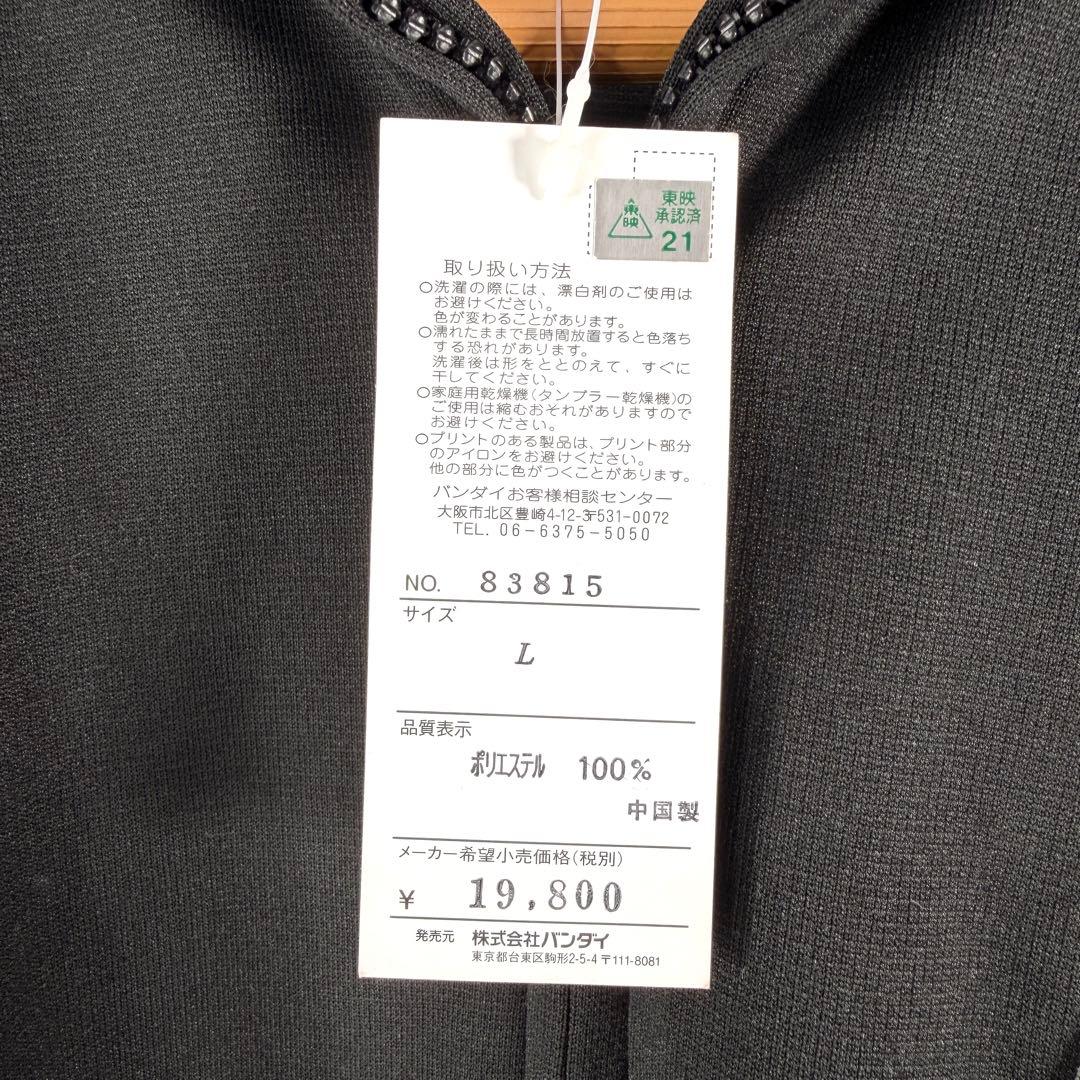 東映
東映
承認済
21
取り扱い方法
○洗濯の際には、漂白剤のご使用は
お避けください。
色が変わることがあります。
○濡れたままで長時間放置すると色落ち
する恐れがあります。
洗濯後は形をととのえて、すぐに
干してください。
○家庭用乾燥機(タンブラー乾燥機)の
ご使用は縮むおそれがありますので
お避けください。
○プリントのある製品は、プリント部分
のアイロンをお避けください。
他の部分に色がつくことがあります。
バンダイお客様相談センター
大阪市北区豊崎4-12-3〒531-0072
TEL. 06-6375-5050
NO. 83815
サイズ
L
品質表示
ポリエステル 100%
中国製
メーカー希望小売価格(税別)
¥ 19,800
発売元 株式会社バンダイ
東京都台東区駒形2-5-4 〒111-8081